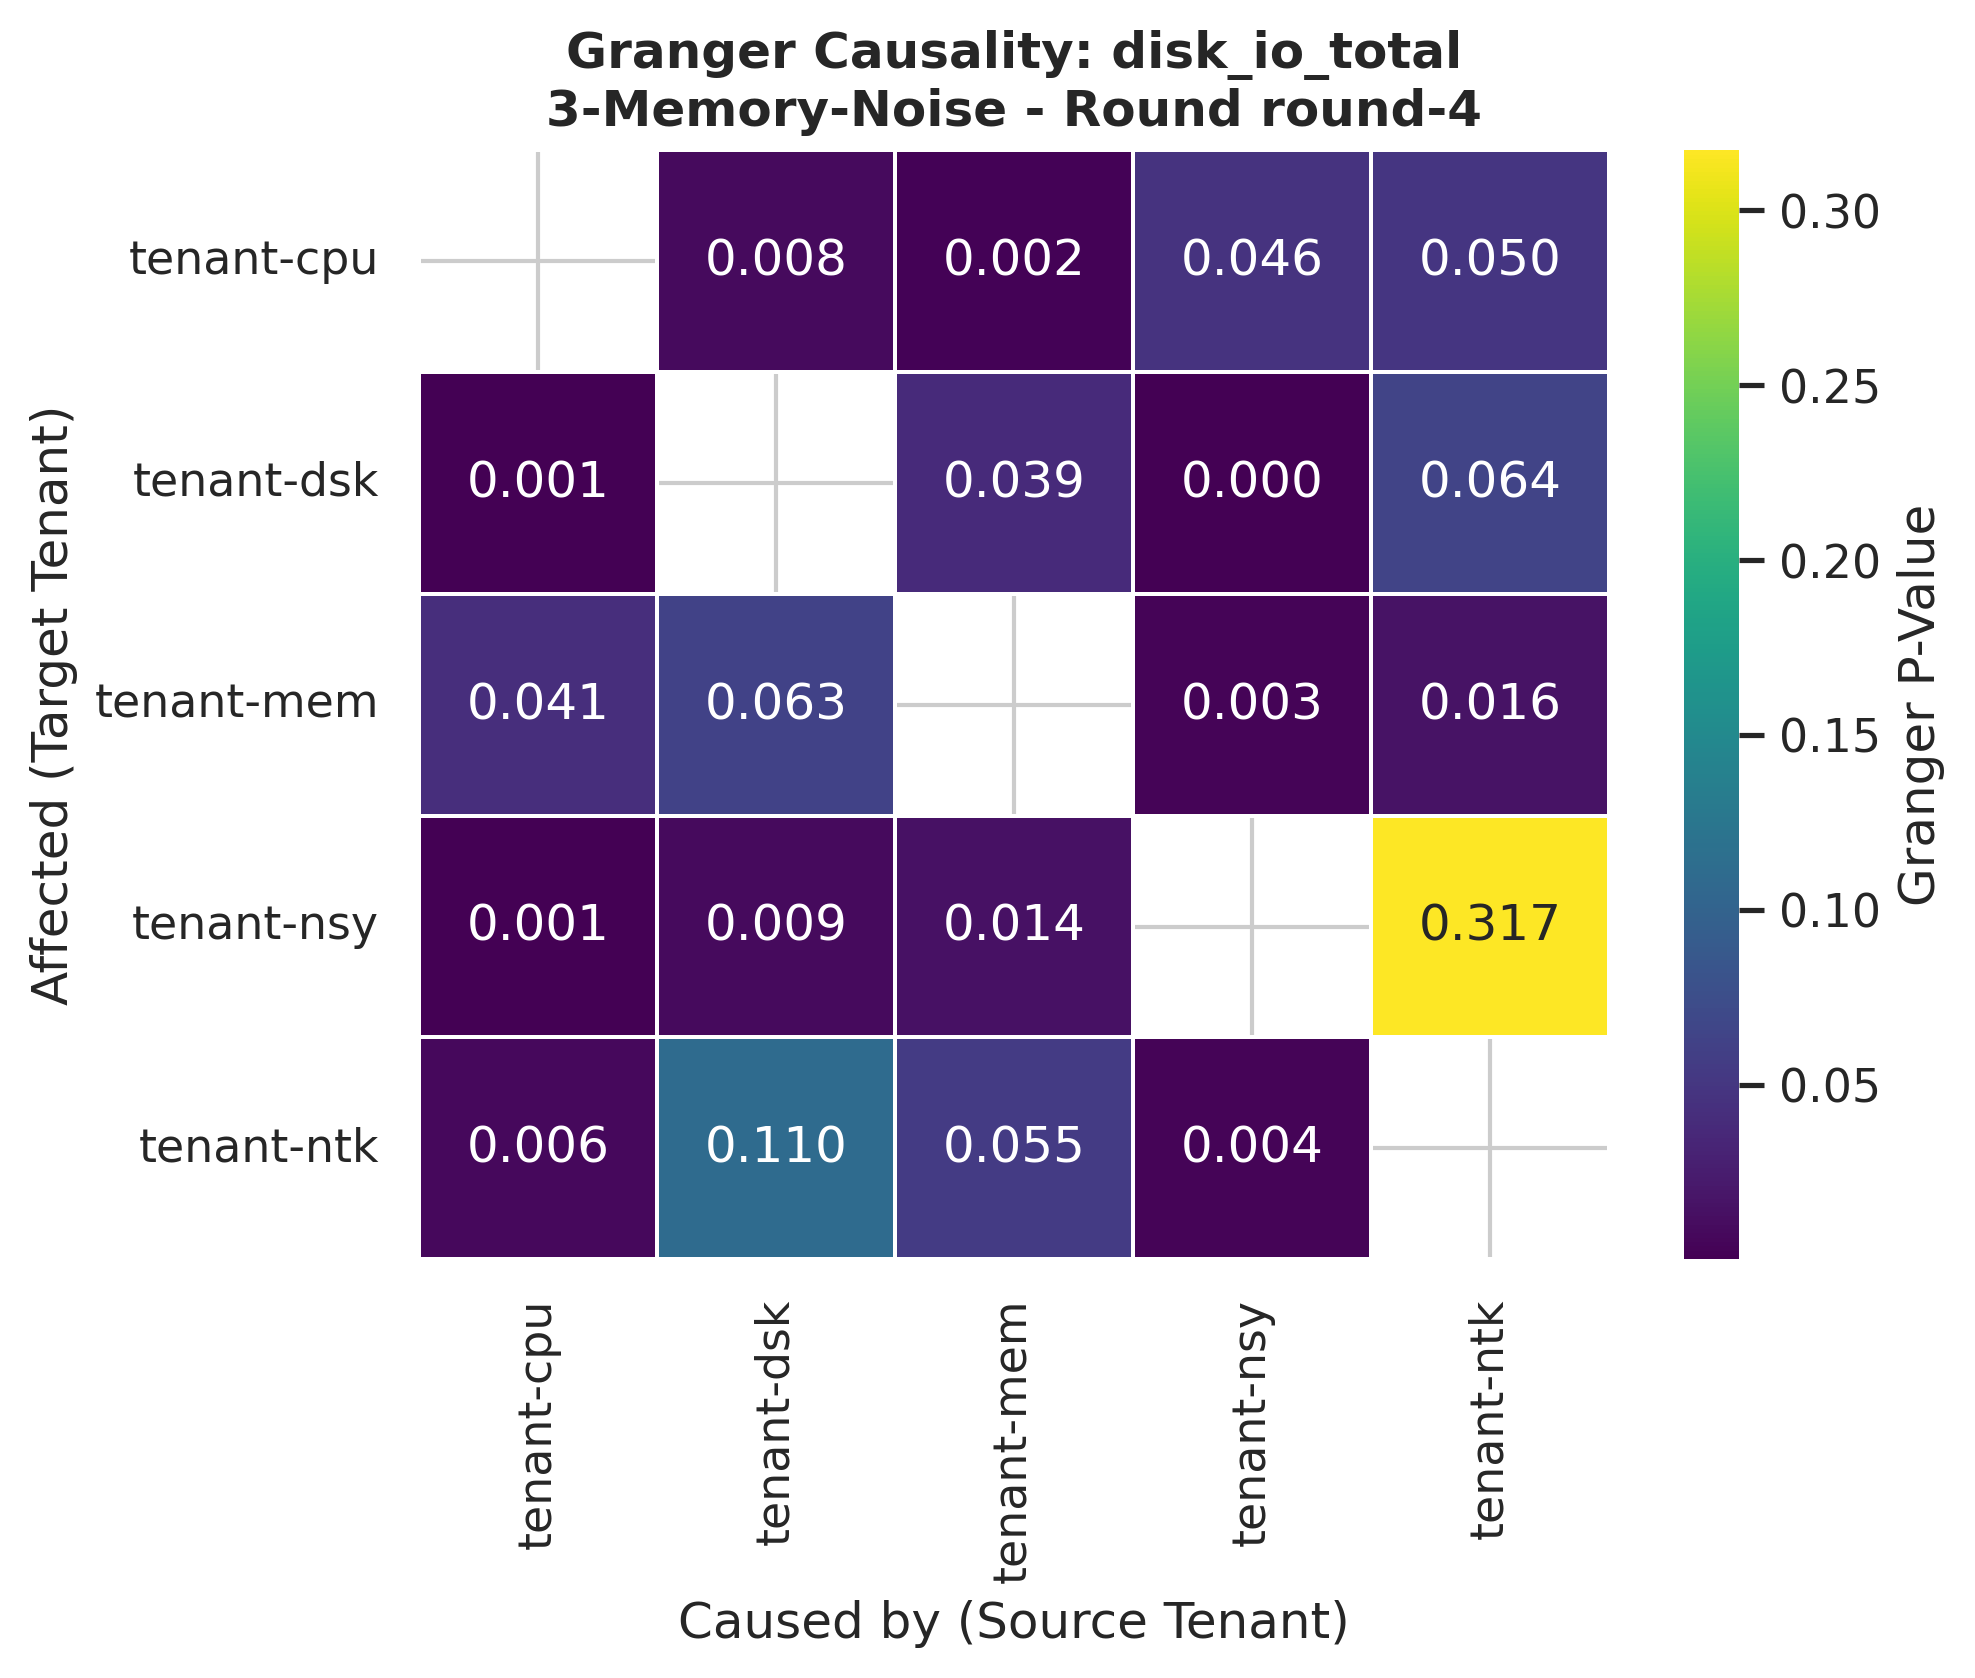 Granger Causality: disk_io_total
3-Memory-Noise - Round round-4
Affected (Target Tenant)
tenant-cpu 0.008 0.002 0.046 0.050
tenant-dsk 0.001 0.039 0.000 0.064
tenant-mem 0.041 0.063 0.003 0.016
tenant-nsy 0.001 0.009 0.014 0.317
tenant-ntk 0.006 0.110 0.055 0.004
tenant-cpu tenant-dsk tenant-mem tenant-nsy tenant-ntk
Caused by (Source Tenant)
0.30
0.25
0.20
0.15
0.10
0.05
Granger P-Value